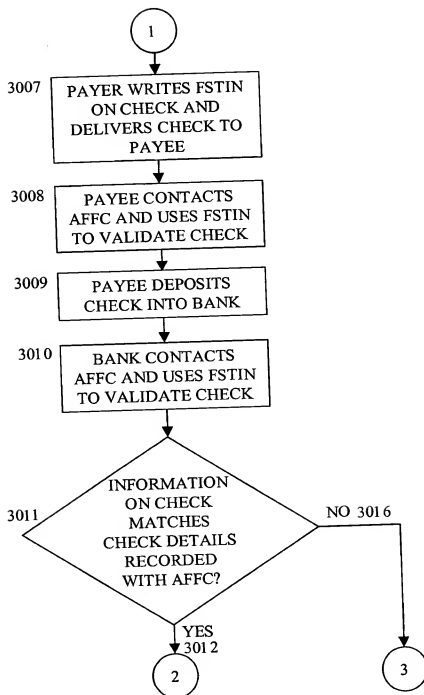 1
3007
PAYER WRITES FSTIN
ON CHECK AND
DELIVERS CHECK TO
PAYEE
3008
PAYEE CONTACTS
AFFC AND USES FSTIN
TO VALIDATE CHECK
3009
PAYEE DEPOSITS
CHECK INTO BANK
3010
BANK CONTACTS
AFFC AND USES FSTIN
TO VALIDATE CHECK
3011
INFORMATION
ON CHECK
MATCHES
CHECK DETAILS
RECORDED
WITH AFFC?
NO 3016
YES
3012
2
3